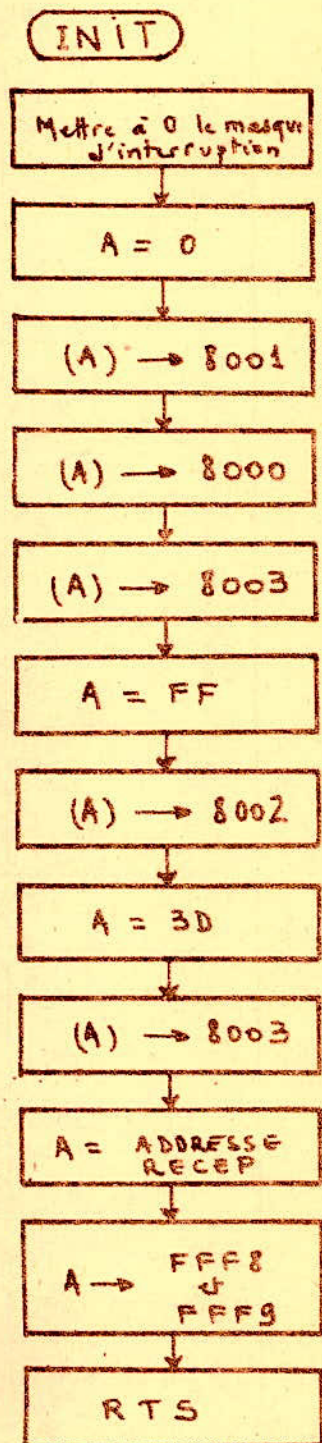 INIT
Mettre à 0 le masque
d'interruption
A = 0
(A) → 8001
(A) → 8000
(A) → 8003
A = FF
(A) → 8002
A = 3D
(A) → 8003
A = ADDRESSE
RECEP
A → FFF8
&
FFF9
RTS